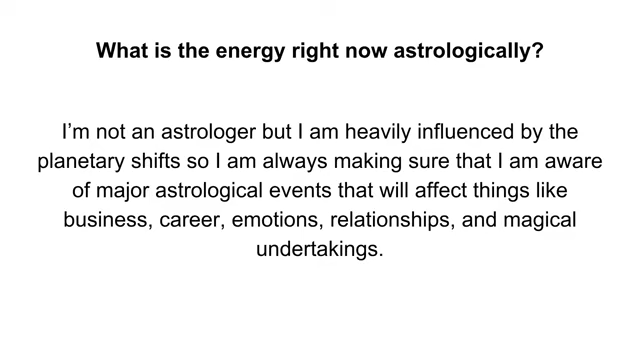 What is the energy right now astrologically?
I’m not an astrologer but I am heavily influenced by the
planetary shifts so I am always making sure that I am aware
of major astrological events that will affect things like
business, career, emotions, relationships, and magical
undertakings.